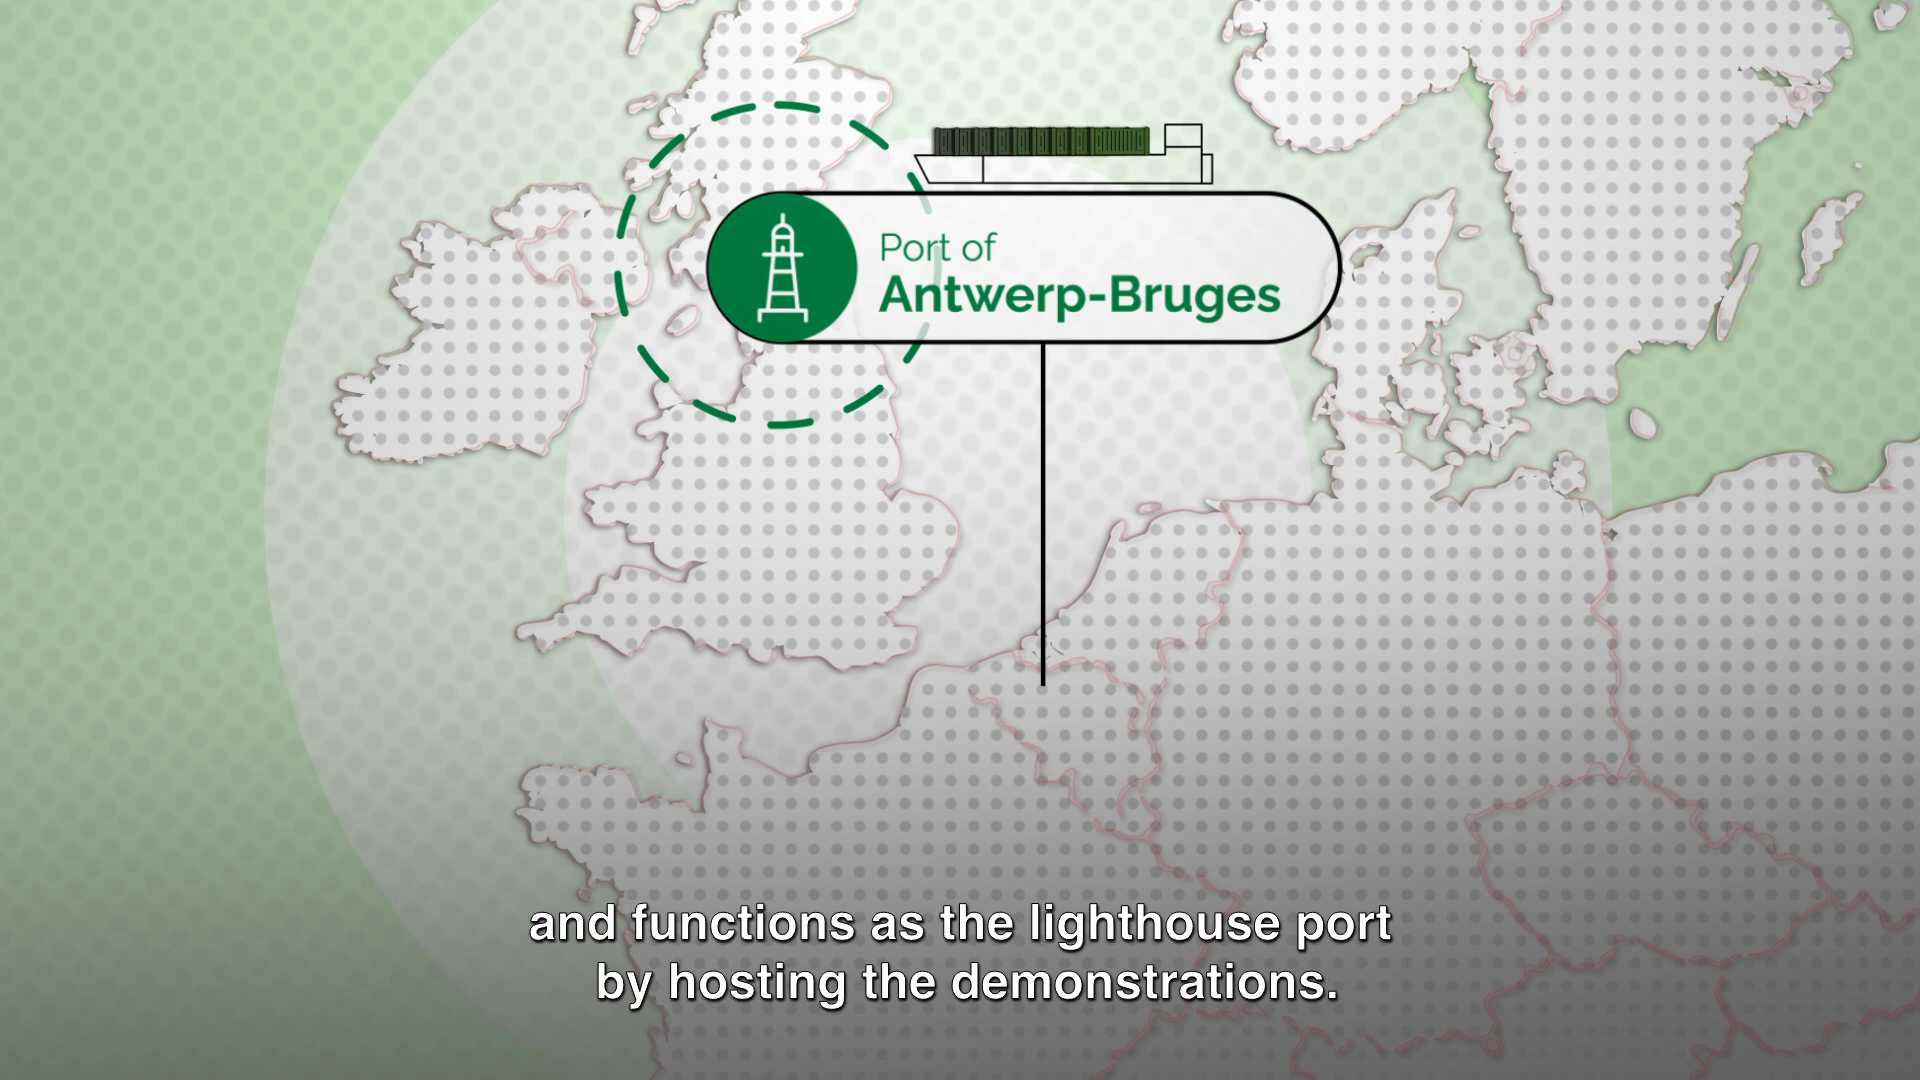 Port of
Antwerp-Bruges
and functions as the lighthouse port
by hosting the demonstrations.